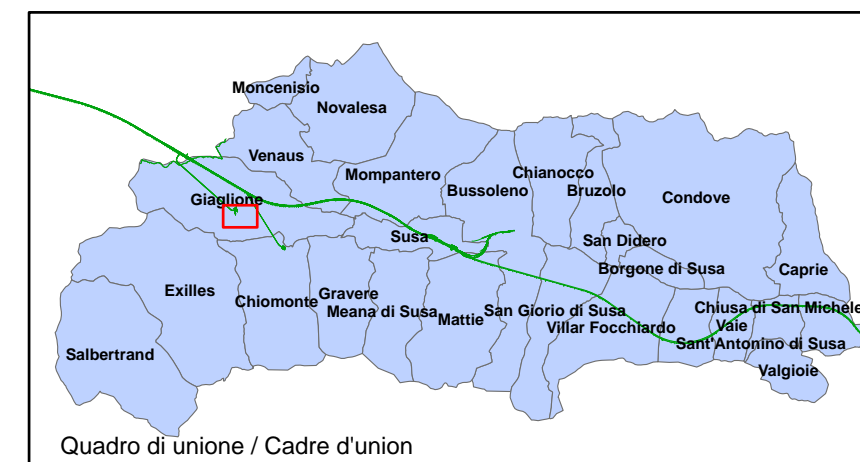 Moncenisio
Novalesa
Venaus
Mompantero
Chianocco
Bussoleno
Bruzolo
Condove
Giaglione
Susa
San Didero
Borgone di Susa
Caprie
Exilles
Chiomonte
Gravere
Meana di Susa
Mattie
San Giorio di Susa
Villar Focchiardo
Chiusa di San Michele
Vaie
Sant'Antonino di Susa
Salbertrand
Valgioie
Quadro di unione / Cadre d'union